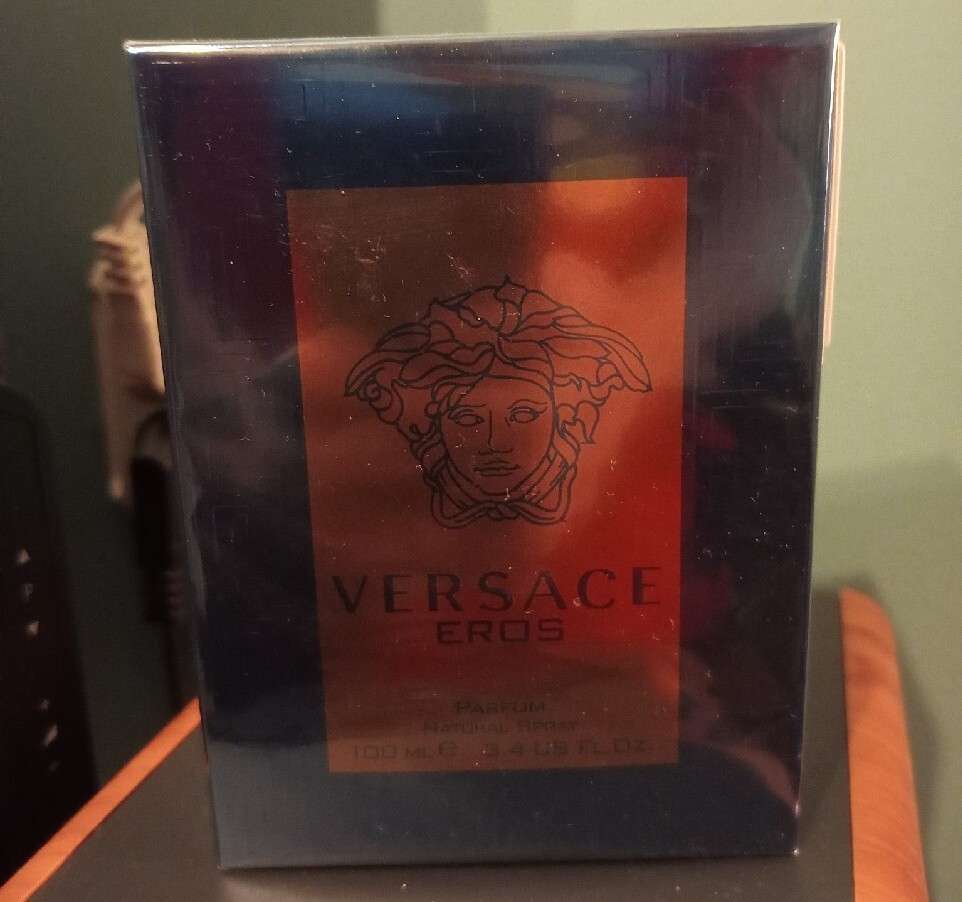 VERSACE
EROS
PARFUM
NATURAL SPRAY
100 ML e 3.4 US FL.OZ.